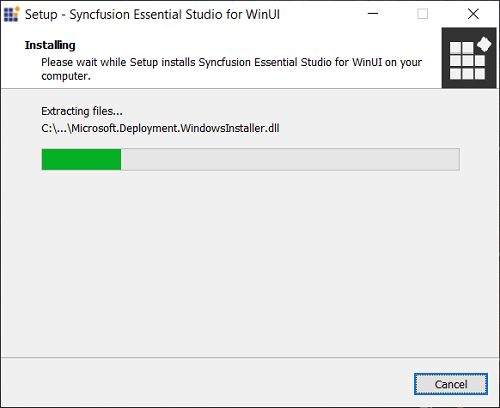 Setup - Syncfusion Essential Studio for WinUI
Installing
Please wait while Setup installs Syncfusion Essential Studio for WinUI on your
computer.
Extracting files...
C:\...\Microsoft.Deployment.WindowsInstaller.dll
Cancel